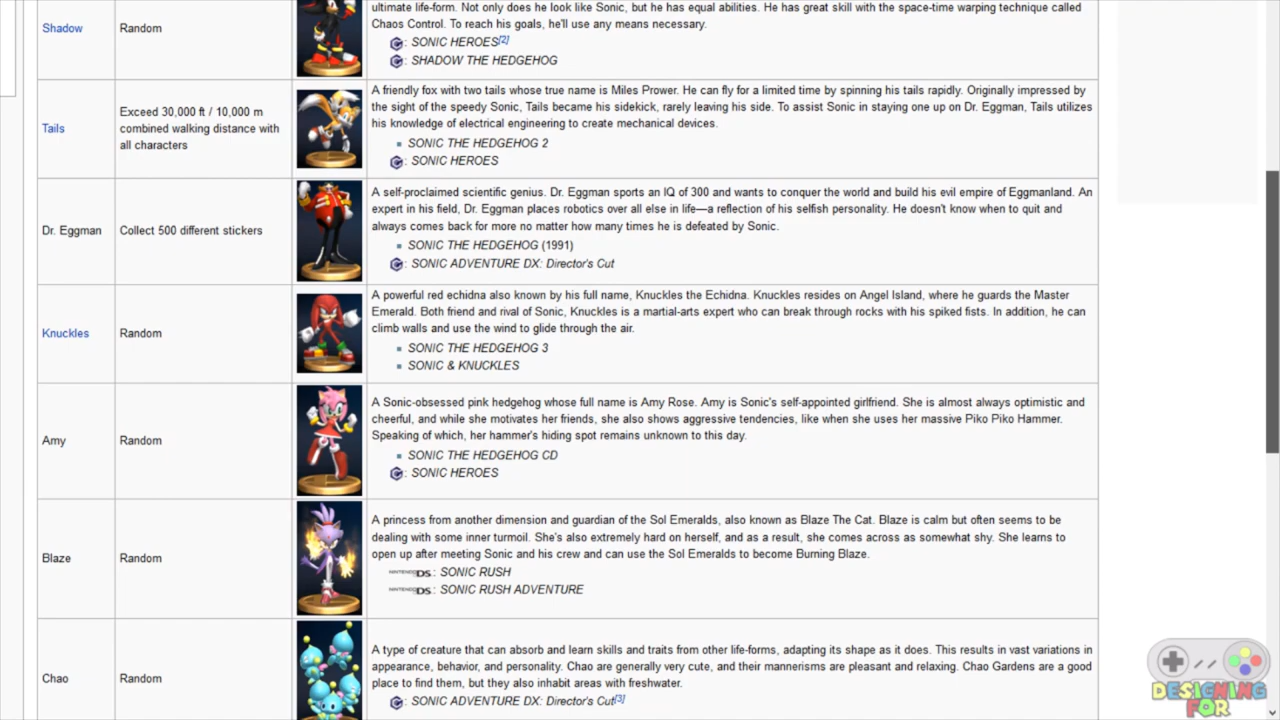 ultimate life-form. Not only does he look like Sonic, but he has equal abilities. He has great skill with the space-time warping technique called
Shadow
Random
Chaos Control. To reach his goals, he'll use any means necessary.
: SONIC HEROES[2]
: SHADOW THE HEDGEHOG
Tails
Exceed 30,000 ft / 10,000 m
combined walking distance with
all characters
A friendly fox with two tails whose true name is Miles Prower. He can fly for a limited time by spinning his tails rapidly. Originally impressed
by the sight of the speedy Sonic, Tails became his sidekick, rarely leaving his side. To assist Sonic in staying one up on Dr. Eggman, Tails utilizes
his knowledge of electrical engineering to create mechanical devices.
SONIC THE HEDGEHOG 2
: SONIC HEROES
Dr. Eggman
Collect 500 different stickers
A self-proclaimed scientific genius. Dr. Eggman sports an IQ of 300 and wants to conquer the world and build his evil empire of Eggmanland. An
expert in his field, Dr. Eggman places robotics over all else in life—a reflection of his selfish personality. He doesn't know when to quit and
always comes back for more no matter how many times he is defeated by Sonic.
SONIC THE HEDGEHOG (1991)
: SONIC ADVENTURE DX: Director's Cut
Knuckles
Random
A powerful red echidna also known by his full name, Knuckles the Echidna. Knuckles resides on Angel Island, where he guards the Master
Emerald. Both friend and rival of Sonic, Knuckles is a martial-arts expert who can break through rocks with his spiked fists. In addition, he can
climb walls and use the wind to glide through the air.
SONIC THE HEDGEHOG 3
SONIC & KNUCKLES
Amy
Random
A Sonic-obsessed pink hedgehog whose full name is Amy Rose. Amy is Sonic's self-appointed girlfriend. She is almost always optimistic and
cheerful, and while she motivates her friends, she also shows aggressive tendencies, like when she uses her massive Piko Piko Hammer.
Speaking of which, her hammer's hiding spot remains unknown to this day.
SONIC THE HEDGEHOG CD
: SONIC HEROES
Blaze
Random
A princess from another dimension and guardian of the Sol Emeralds, also known as Blaze The Cat. Blaze is calm but often seems to be
dealing with some inner turmoil. She's also extremely hard on herself, and as a result, she comes across as somewhat shy. She learns to
open up after meeting Sonic and his crew and can use the Sol Emeralds to become Burning Blaze.
NINTENDO DS : SONIC RUSH
NINTENDO DS : SONIC RUSH ADVENTURE
Chao
Random
A type of creature that can absorb and learn skills and traits from other life-forms, adapting its shape as it does. This results in vast variations in
appearance, behavior, and personality. Chao are generally very cute, and their mannerisms are pleasant and relaxing. Chao Gardens are a good
place to find them, but they also inhabit areas with freshwater.
: SONIC ADVENTURE DX: Director's Cut[3]
DESIGNING
FOR